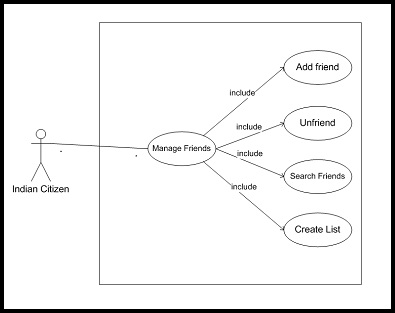 include
Add friend
include
Unfriend
Manage Friends
include
Search Friends
include
Indian Citizen
Create List